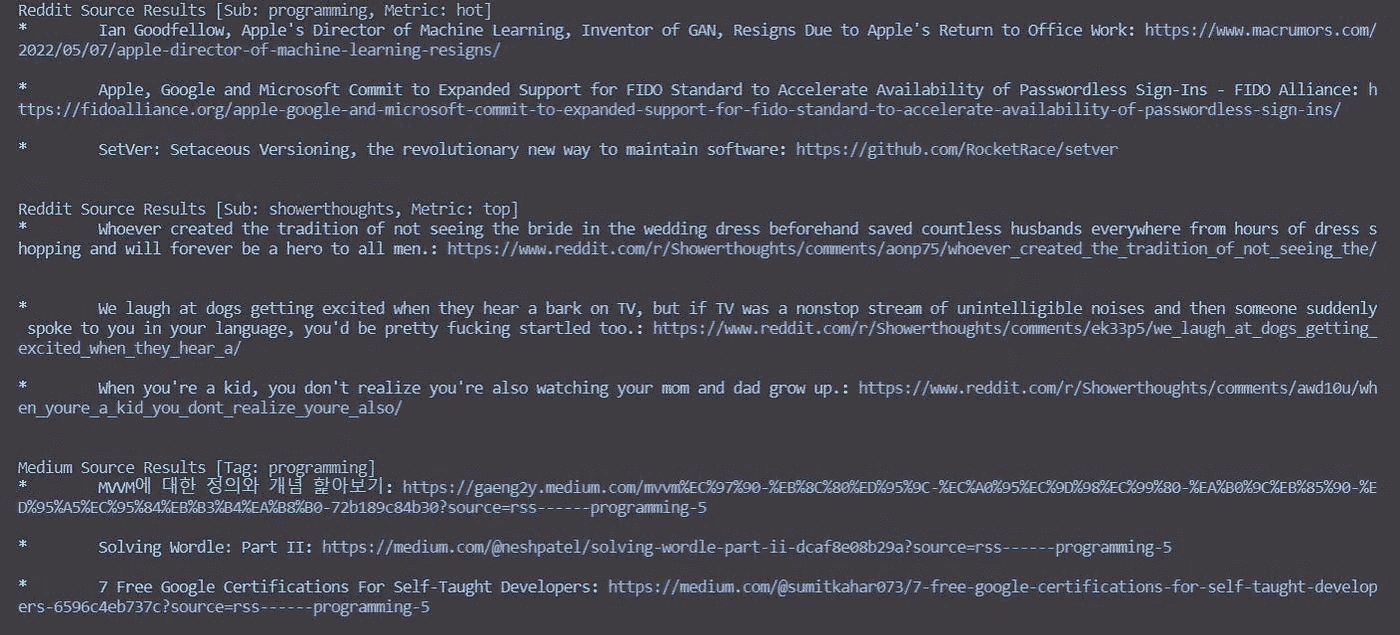 Reddit Source Results [Sub: programming, Metric: hot]
* Ian Goodfellow, Apple's Director of Machine Learning, Inventor of GAN, Resigns Due to Apple's Return to Office Work: https://www.macrumors.com/
2022/05/07/apple-director-of-machine-learning-resigns/
* Apple, Google and Microsoft Commit to Expanded Support for FIDO Standard to Accelerate Availability of Passwordless Sign-Ins - FIDO Alliance: h
ttps://fidoalliance.org/apple-google-and-microsoft-commit-to-expanded-support-for-fido-standard-to-accelerate-availability-of-passwordless-sign-ins/
* SetVer: Setaceous Versioning, the revolutionary new way to maintain software: https://github.com/RocketRace/setver
Reddit Source Results [Sub: showerthoughts, Metric: top]
* Whoever created the tradition of not seeing the bride in the wedding dress beforehand saved countless husbands everywhere from hours of dress s
hopping and will forever be a hero to all men.: https://www.reddit.com/r/Showerthoughts/comments/aonp75/whoever_created_the_tradition_of_not_seeing_the/
* We laugh at dogs getting excited when they hear a bark on TV, but if TV was a nonstop stream of unintelligible noises and then someone suddenly
spoke to you in your language, you'd be pretty fucking startled too.: https://www.reddit.com/r/Showerthoughts/comments/ek33p5/we_laugh_at_dogs_getting_
excited_when_they_hear_a/
* When you're a kid, you don't realize you're also watching your mom and dad grow up.: https://www.reddit.com/r/Showerthoughts/comments/awd10u/wh
en_youre_a_kid_you_dont_realize_youre_also/
Medium Source Results [Tag: programming]
* MVVM에 대한 정의와 개념 핥아보기: https://gaeng2y.medium.com/mvvm%EC%97%90-%EB%8C%80%ED%95%9C-%EC%A0%95%EC%9D%98%EC%99%80-%EA%B0%9C%EB%85%90-%E
D%95%A5%EC%95%84%EB%B3%B4%EA%B8%B0-72b189c84b30?source=rss------programming-5
* Solving Wordle: Part II: https://medium.com/@neshpatel/solving-wordle-part-ii-dcaf8e08b29a?source=rss------programming-5
* 7 Free Google Certifications For Self-Taught Developers: https://medium.com/@sumitkahar073/7-free-google-certifications-for-self-taught-develop
ers-6596c4eb737c?source=rss------programming-5